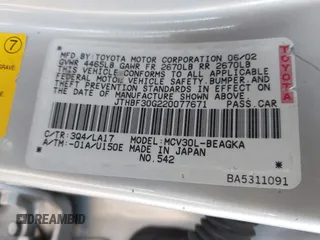 7
GRAVE
MFD BY: TOYOTA MOTOR CORPORATION 06/02
GVWR 4465LB GAWR FR 2670LB RR 2670LB
THIS VEHICLE CONFORMS TO ALL APPLICABLE
FEDERAL MOTOR VEHICLE SAFETY, BUMPER, AND
THEFT PREVENTION STANDARDS IN EFFECT ON
THE DATE OF MANUFACTURE SHOWN ABOVE.
JTHBF30G220077671 PASS. CAR
C/TR: 3Q4/LA17 MODEL: MCV30L-BEAGKA
A/TM: -01A/U150E MADE IN JAPAN
NO. 542
BA5311091
TOYOTA
DREAMBID